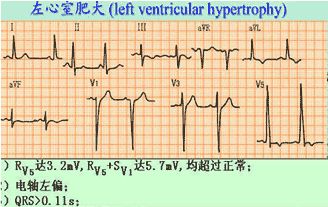 左心室肥大 (left ventricular hypertrophy)
I II III aVR aVL
aVF V1 V3 V5
) RV5达3.2mV,RV5+SV1达5.7mV,均超过正常;
) 电轴左偏;
) QRS>0.11s;